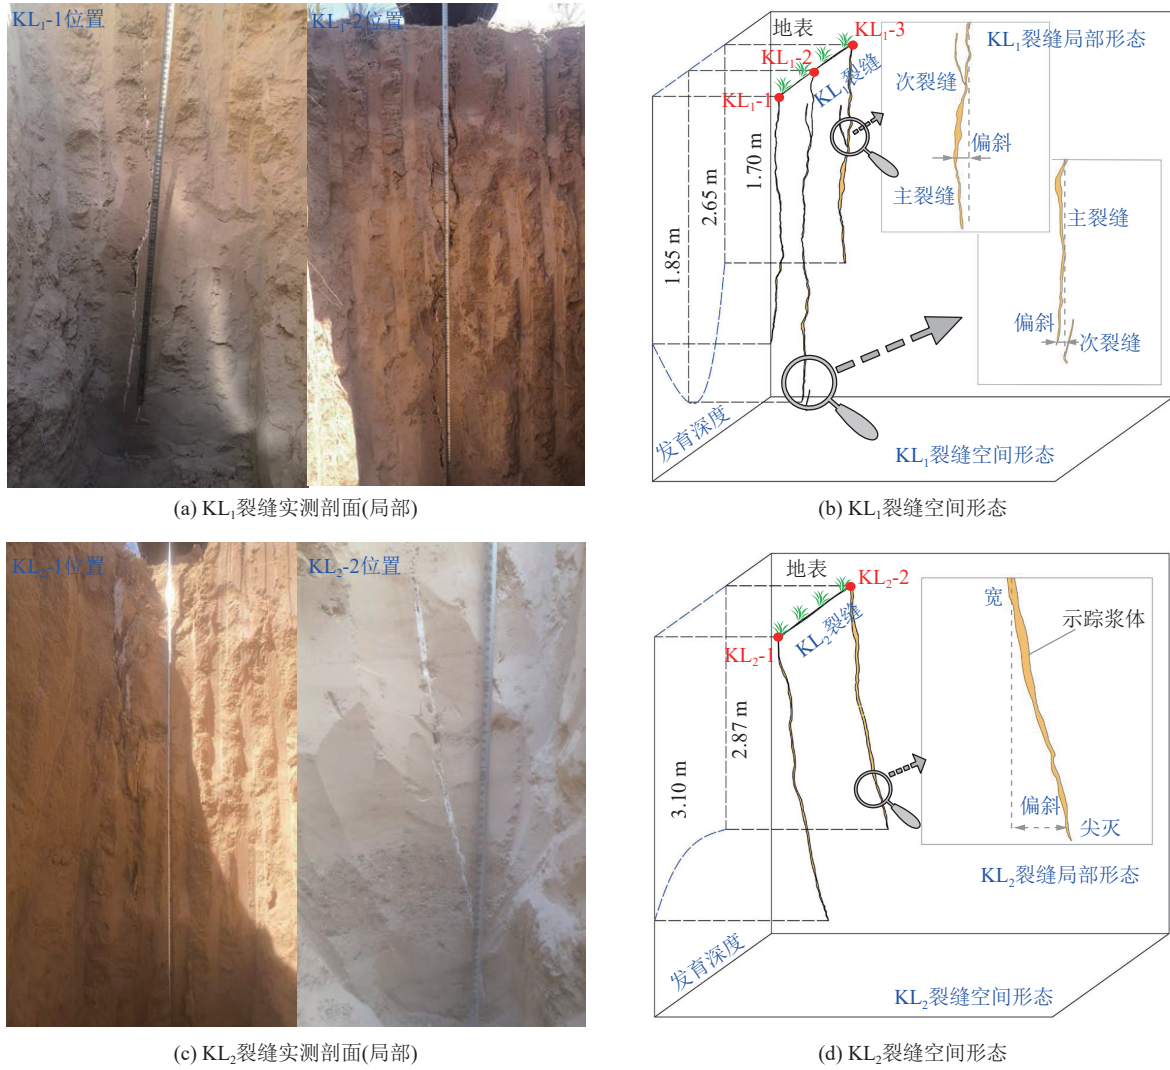 KL₁-1位置
KL₁-2位置
(a) KL₁裂缝实测剖面(局部)
地表
KL₁-3
KL₁-2
KL₁-1
KL₁裂缝
1.70 m
2.65 m
1.85 m
发育深度
KL₁裂缝局部形态
次裂缝
偏斜
主裂缝
主裂缝
偏斜
次裂缝
KL₁裂缝空间形态
(b) KL₁裂缝空间形态
KL₂-1位置
KL₂-2位置
(c) KL₂裂缝实测剖面(局部)
地表
KL₂-2
KL₂-1
KL₂裂缝
2.87 m
3.10 m
发育深度
宽
示踪浆体
偏斜
尖灭
KL₂裂缝局部形态
KL₂裂缝空间形态
(d) KL₂裂缝空间形态